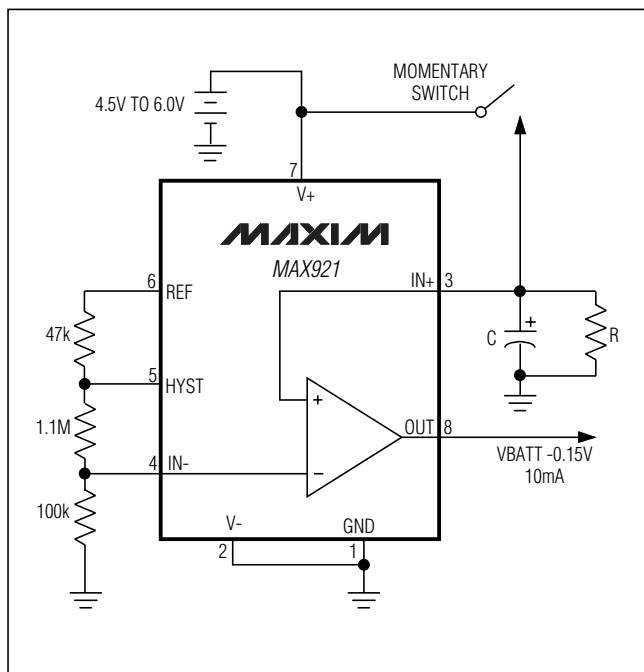 MOMENTARY
SWITCH
4.5V TO 6.0V
7
V+
MAXIM
MAX921
6
REF
IN+
3
47k
C
+
R
5
HYST
1.1M
+
OUT
8
4
IN-
−
VBATT -0.15V
10mA
100k
V-
GND
2
1